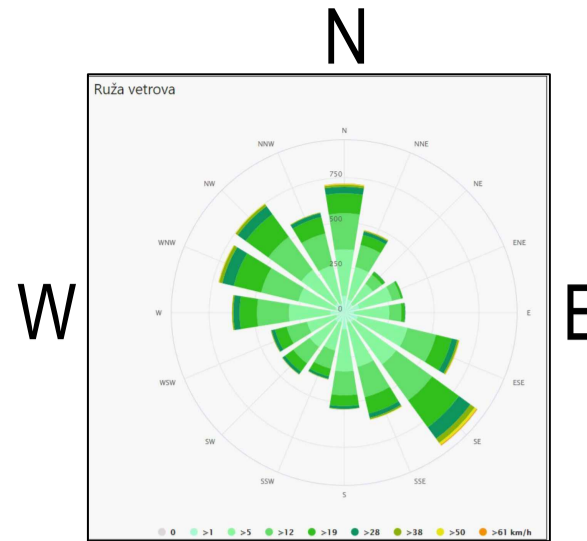 N
Ruža vetrova
N
NNW NNE
750
NW NE
500
WNW ENE
250
W
0
W E
E
WSW ESE
SW SE
SSW SSE
S
0 >1 >5 >12 >19 >28 >38 >50 >61 km/h